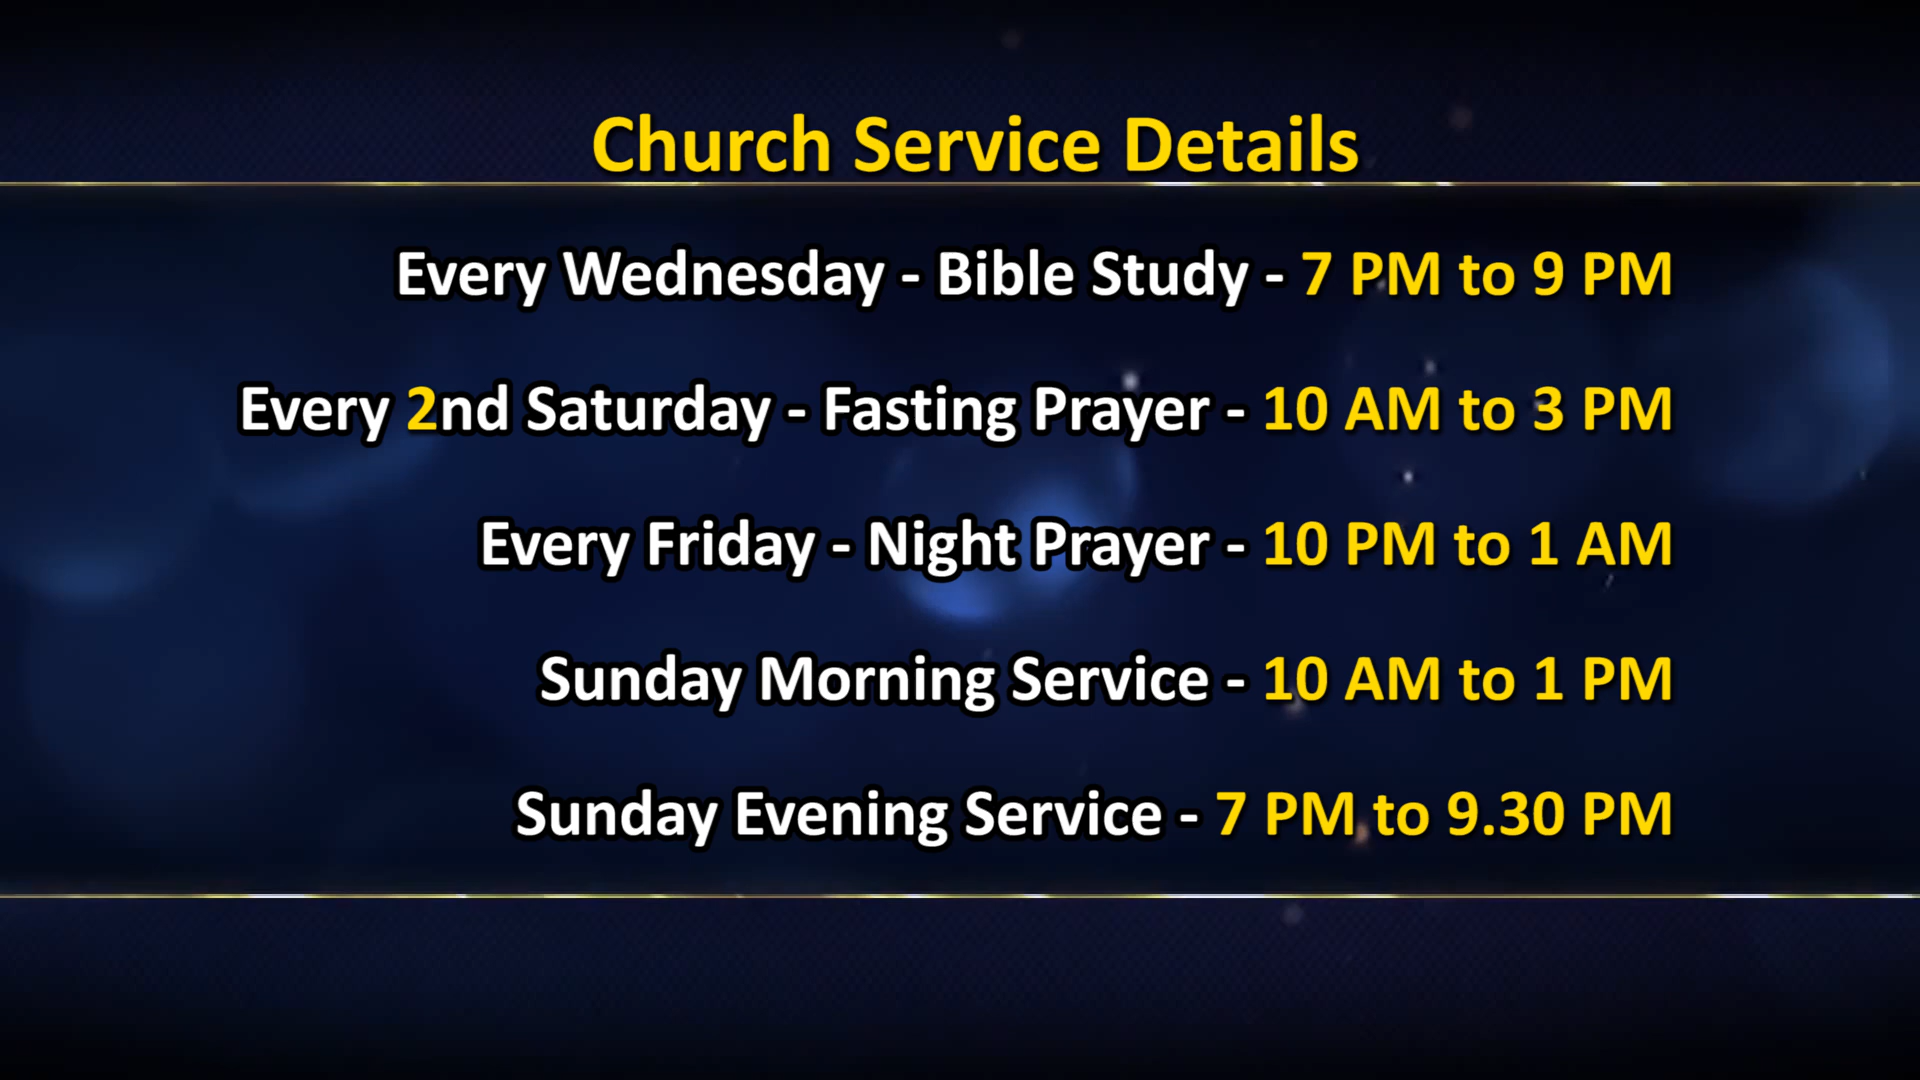 Church Service Details
Every Wednesday - Bible Study - 7 PM to 9 PM
Every 2nd Saturday - Fasting Prayer - 10 AM to 3 PM
Every Friday - Night Prayer - 10 PM to 1 AM
Sunday Morning Service - 10 AM to 1 PM
Sunday Evening Service - 7 PM to 9.30 PM